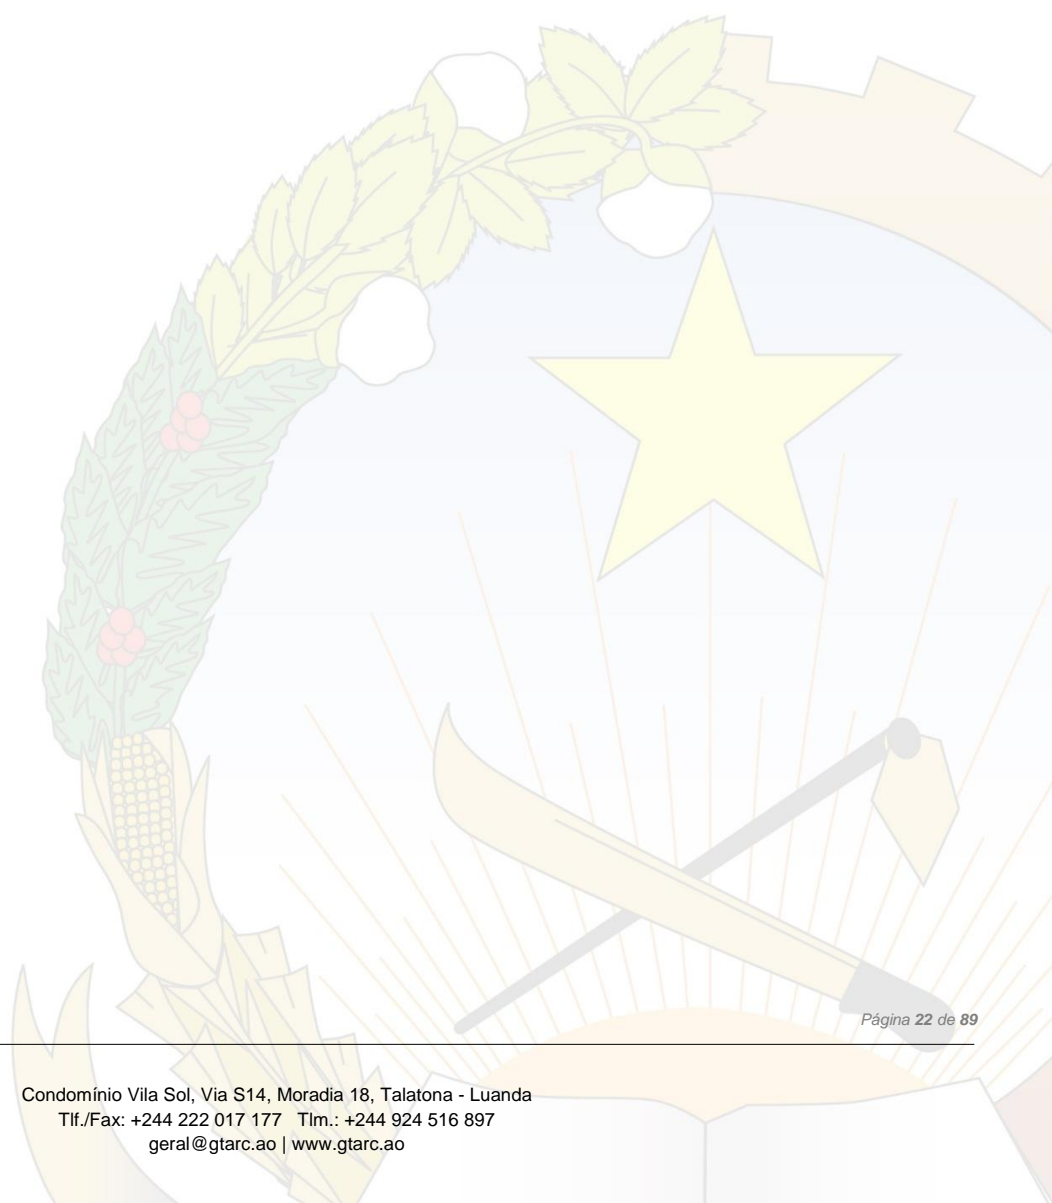 Página 22 de 89
Condomínio Vila Sol, Via S14, Moradia 18, Talatona - Luanda
Tlf./Fax: +244 222 017 177 Tlm.: +244 924 516 897
geral@gtarc.ao | www.gtarc.ao